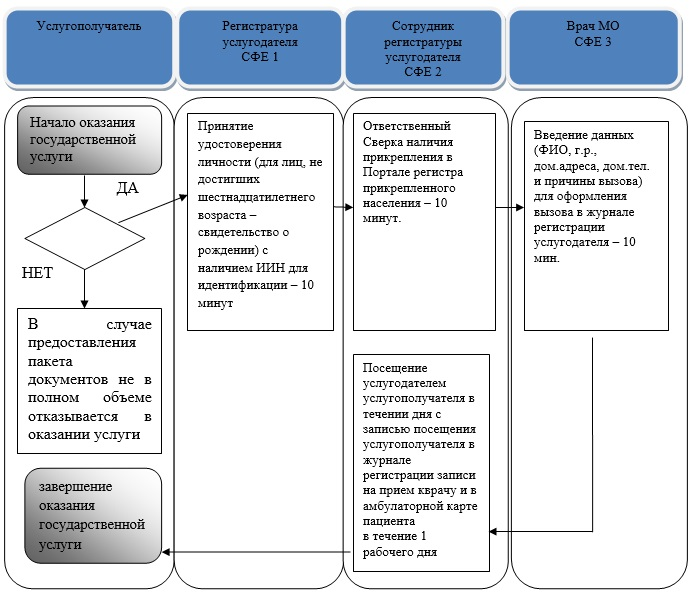 Услугополучатель
Регистратура
услугодателя
СФЕ 1
Сотрудник
регистратуры
услугодателя
СФЕ 2
Врач МО
СФЕ 3
Начало оказания
государственной
услуги
ДА
НЕТ
В случае
предоставления
пакета
документов не в
полном объеме
отказывается в
оказании услуги
завершение
оказания
государственной
услуги
Принятие
удостоверения
личности (для лиц, не
достигших
шестнадцатилетнего
возраста –
свидетельство о
рождении) с
наличием ИИН для
идентификации – 10
минут
Ответственный
Сверка наличия
прикрепления в
Портале регистра
прикрепленного
населения – 10
минут.
Введение данных
(ФИО, г.р.,
дом.адреса, дом.тел.
и причины вызова)
для оформления
вызова в журнале
регистрации
услугодателя – 10
мин.
Посещение
услугодателем
услугополучателя в
течении дня с
записью посещения
услугополучателя в
журнале
регистрации записи
на прием кврачу и в
амбулаторной карте
пациента
в течение 1
рабочего дня